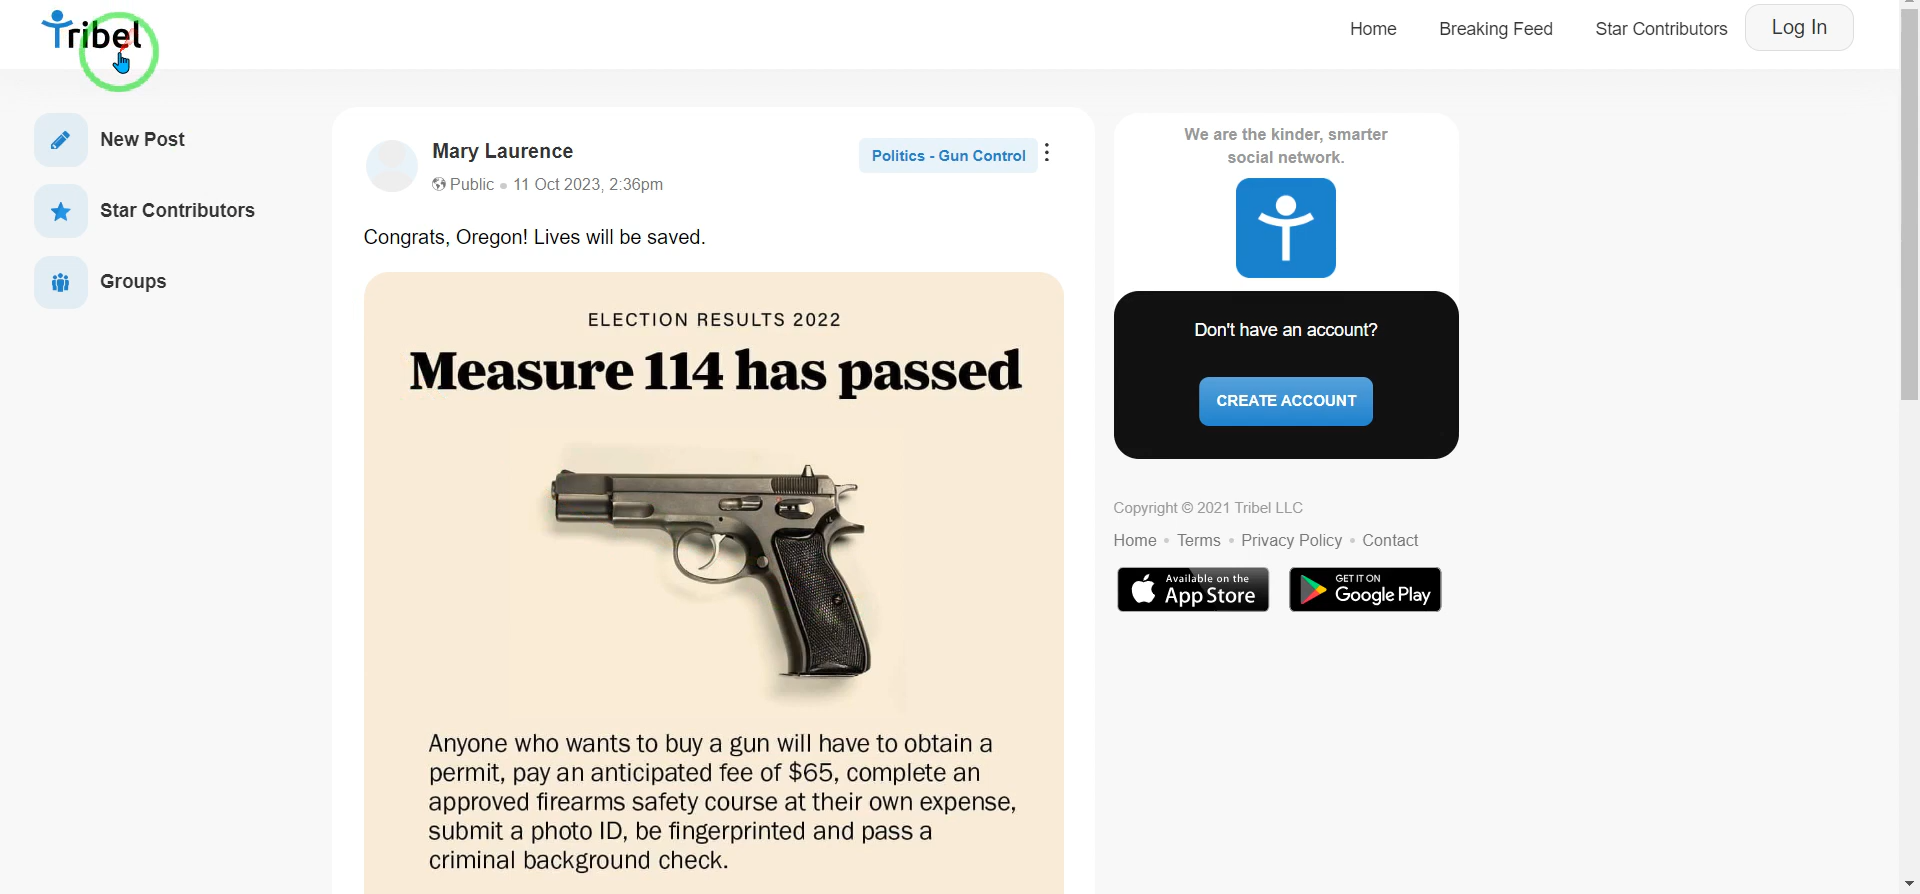 Tribel
Home
Breaking Feed
Star Contributors
Log In
New Post
Star Contributors
Groups
Mary Laurence
Public • 11 Oct 2023, 2:36pm
Politics - Gun Control
Congrats, Oregon! Lives will be saved.
ELECTION RESULTS 2022
Measure 114 has passed
Anyone who wants to buy a gun will have to obtain a
permit, pay an anticipated fee of $65, complete an
approved firearms safety course at their own expense,
submit a photo ID, be fingerprinted and pass a
criminal background check.
We are the kinder, smarter
social network.
Don't have an account?
CREATE ACCOUNT
Copyright © 2021 Tribel LLC
Home • Terms • Privacy Policy • Contact
Available on the
App Store
GET IT ON
Google Play